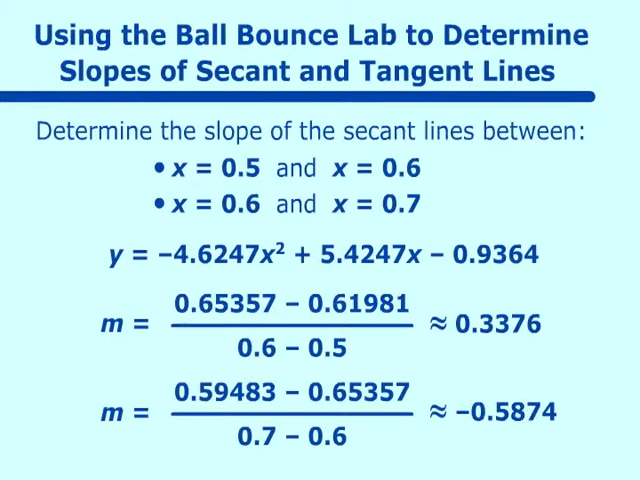 Using the Ball Bounce Lab to Determine
Slopes of Secant and Tangent Lines
Determine the slope of the secant lines between:
• x = 0.5 and x = 0.6
• x = 0.6 and x = 0.7
y = –4.6247x² + 5.4247x – 0.9364
0.65357 – 0.61981
m = ≈ 0.3376
0.6 – 0.5
0.59483 – 0.65357
m = ≈ –0.5874
0.7 – 0.6